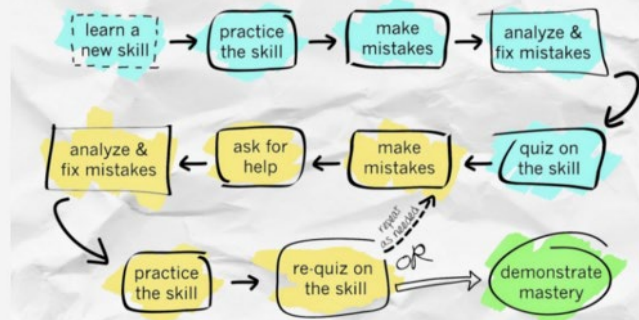 learn a
new skill
practice
the skill
make
mistakes
analyze &
fix mistakes
quiz on
the skill
make
mistakes
ask for
help
analyze &
fix mistakes
practice
the skill
re-quiz on
the skill
repeat
as needed
OR
demonstrate
mastery